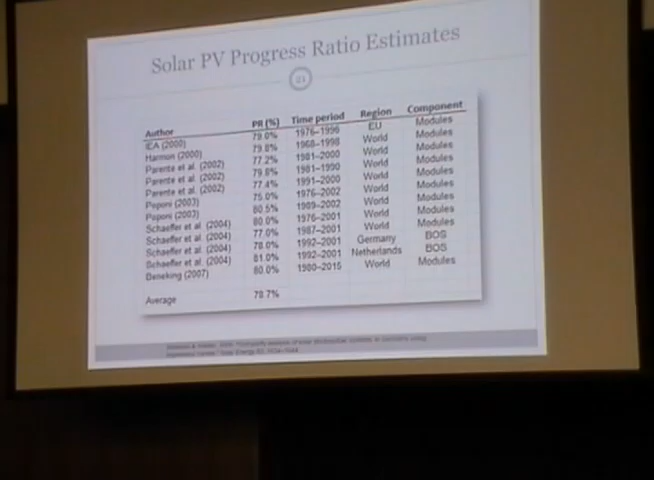 Solar PV Progress Ratio Estimates
Author PR (%) Time period Region Component
IEA (2000) 79.0% 1976–1996 EU Modules
Harmon (2000) 79.8% 1968–1998 World Modules
Parente et al. (2002) 77.2% 1981–2000 World Modules
Parente et al. (2002) 79.8% 1981–1990 World Modules
Parente et al. (2002) 77.4% 1991–2000 World Modules
Poponi (2003) 75.0% 1976–2002 World Modules
Poponi (2003) 80.5% 1989–2002 World Modules
Schaeffer et al. (2004) 80.0% 1976–2001 World Modules
Schaeffer et al. (2004) 77.0% 1987–2001 World Modules
Schaeffer et al. (2004) 78.0% 1992–2001 Germany BOS
Schaeffer et al. (2004) 81.0% 1992–2001 Netherlands BOS
Beneking (2007) 80.0% 1980–2015 World Modules
Average 78.7%